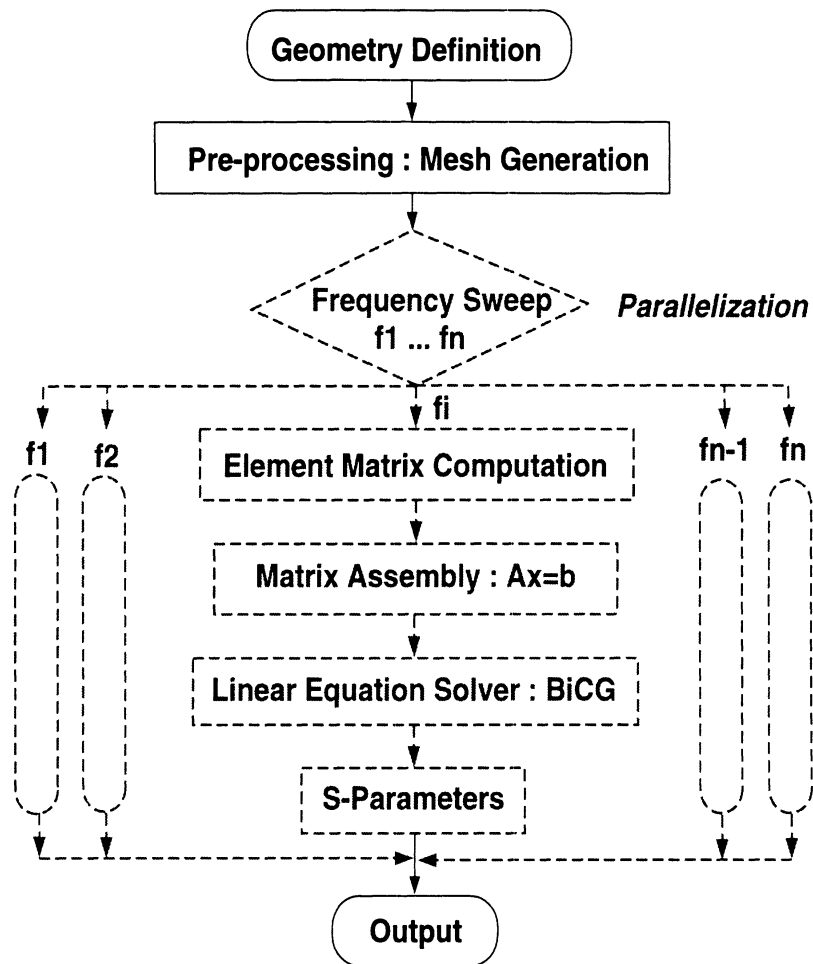 Geometry Definition
Pre-processing : Mesh Generation
Frequency Sweep
f1 ... fn
Parallelization
fi
f1
f2
fn-1
fn
Element Matrix Computation
Matrix Assembly : Ax=b
Linear Equation Solver : BiCG
S-Parameters
Output